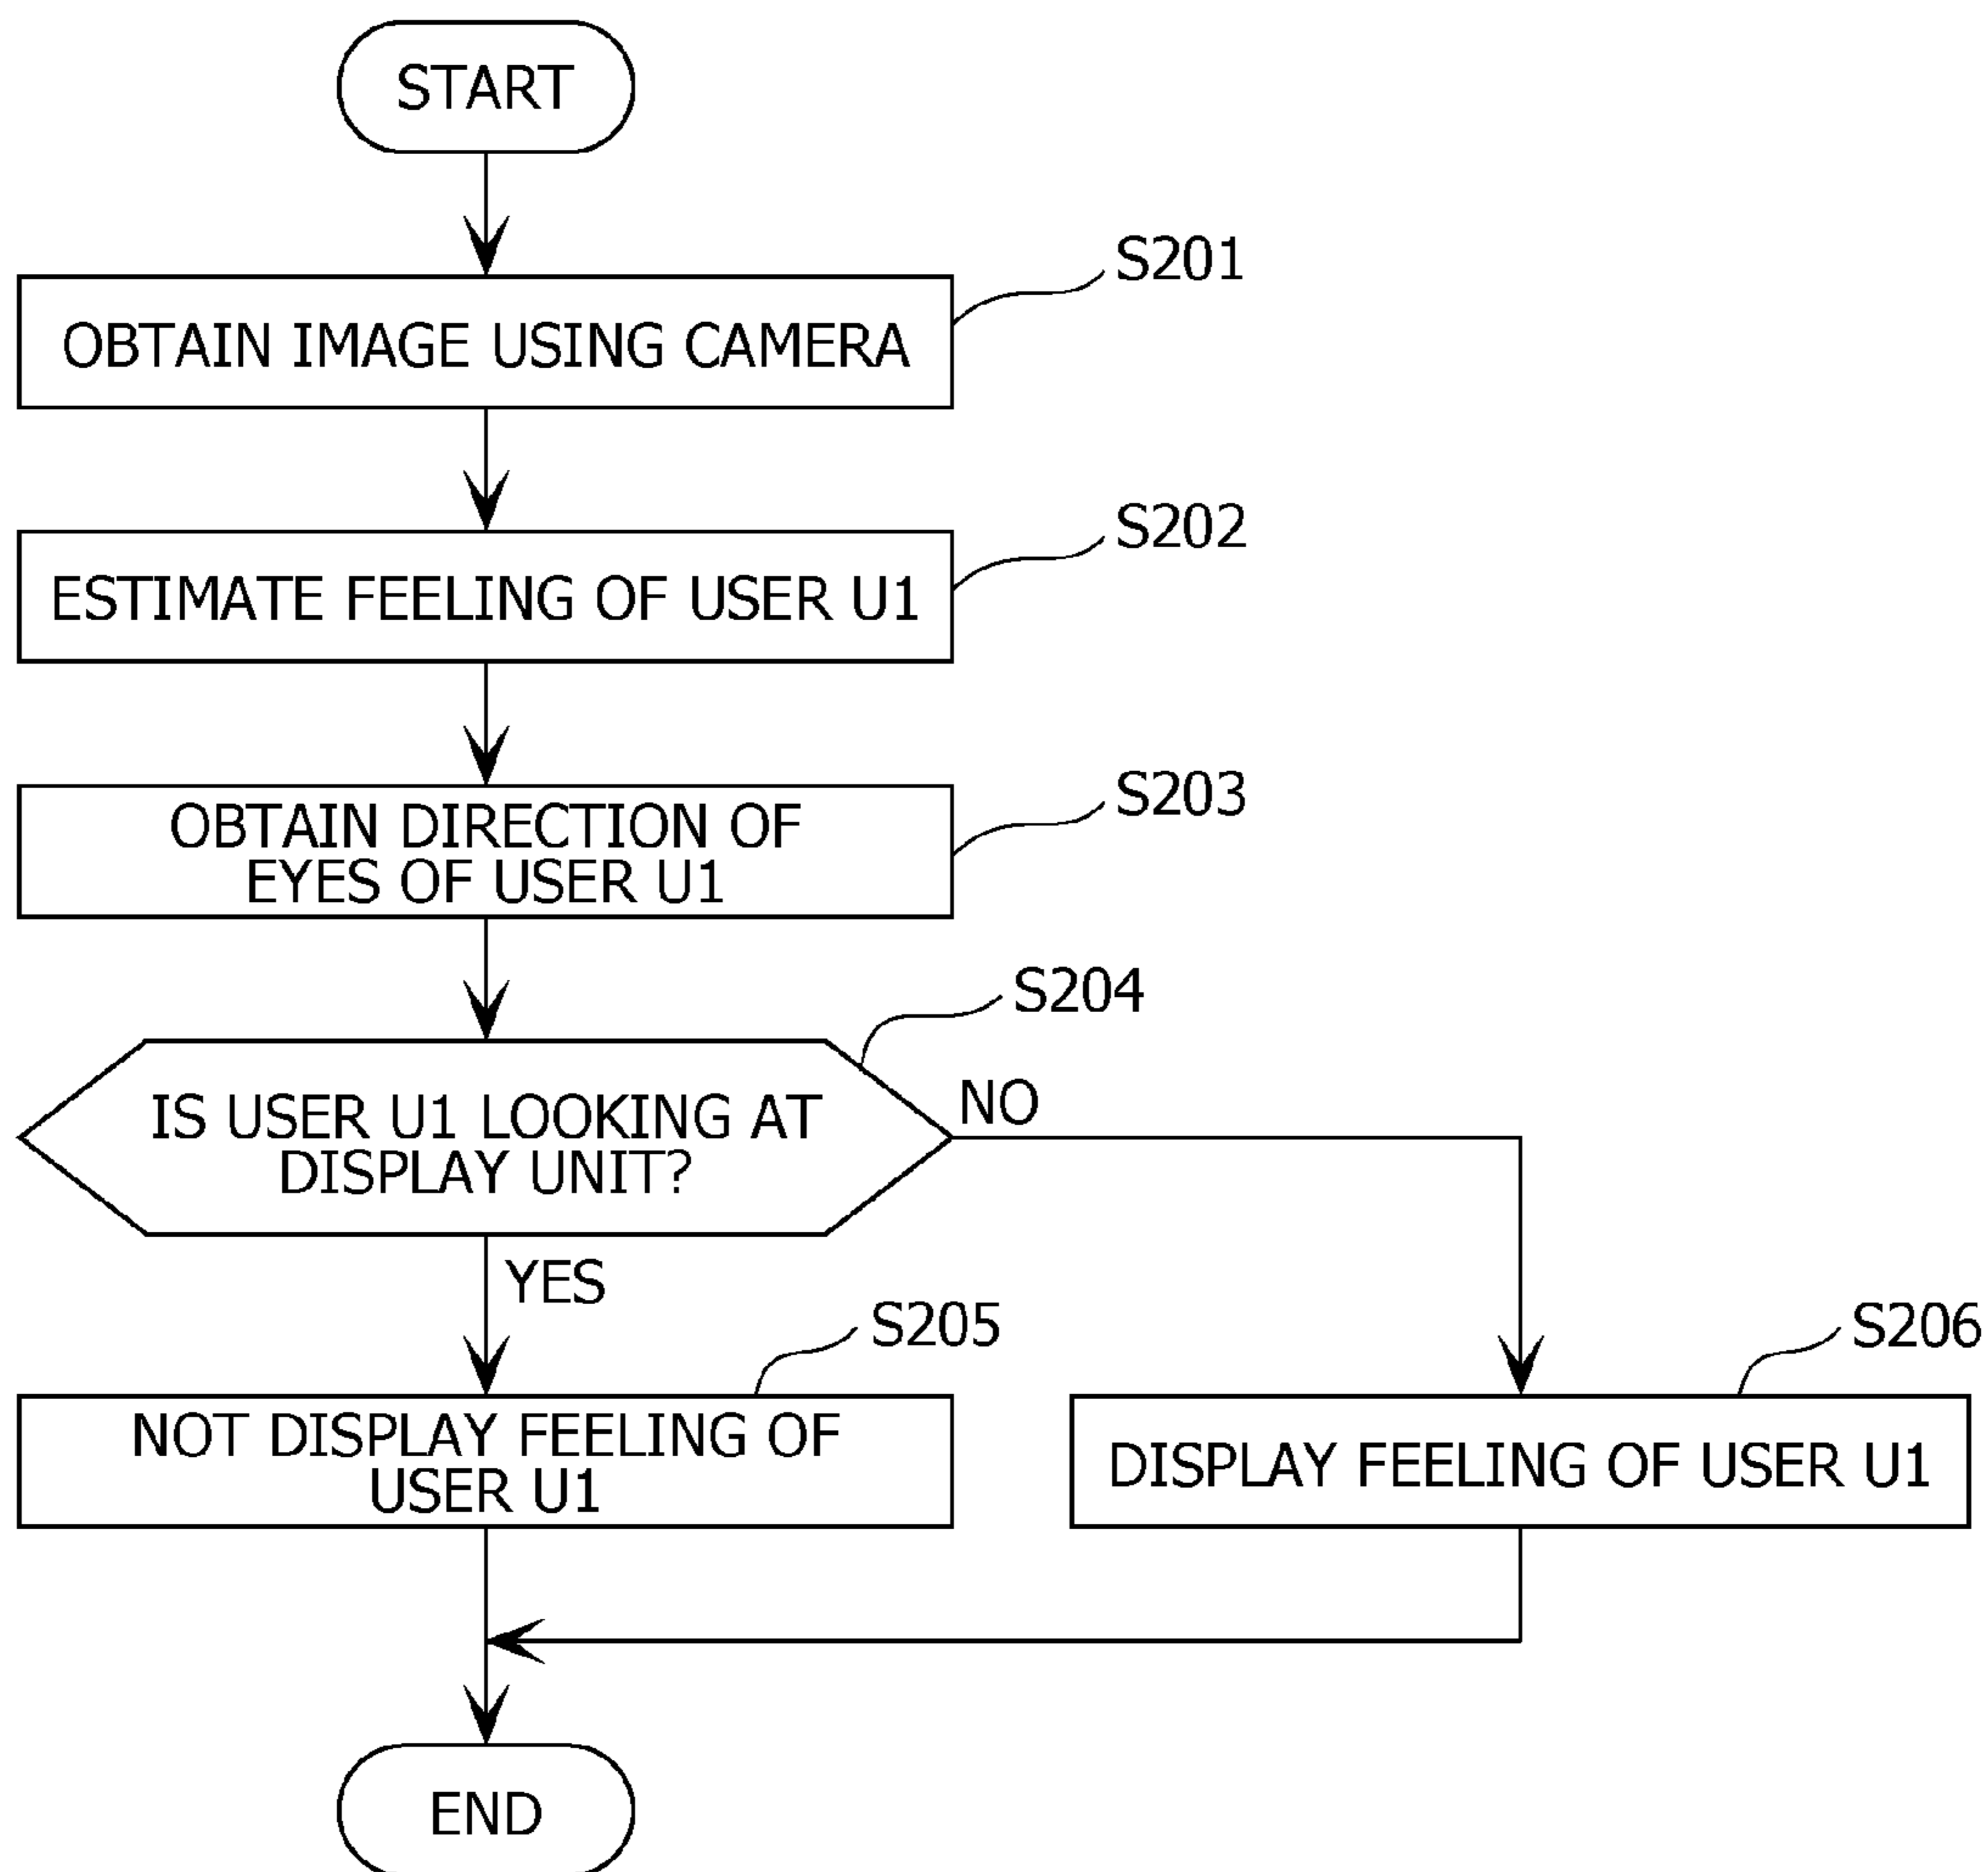 START
S201
OBTAIN IMAGE USING CAMERA
S202
ESTIMATE FEELING OF USER U1
S203
OBTAIN DIRECTION OF
EYES OF USER U1
S204
IS USER U1 LOOKING AT
DISPLAY UNIT?
NO
YES
S205
NOT DISPLAY FEELING OF
USER U1
S206
DISPLAY FEELING OF USER U1
END